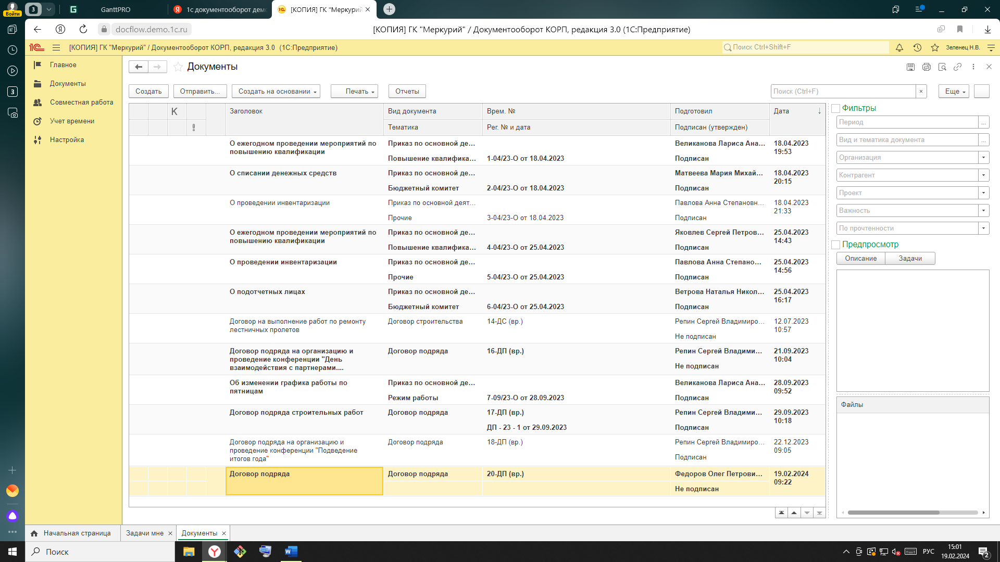 Войти
3
GanttPRO
1с документооборот дем
[КОПИЯ] ГК "Меркурий
docflow.demo.1c.ru
[КОПИЯ] ГК "Меркурий" / Документооборот КОРП, редакция 3.0 (1С:Предприятие)
[КОПИЯ] ГК "Меркурий" / Документооборот КОРП, редакция 3.0 (1С:Предприятие)
Поиск Ctrl+Shift+F
Зеленец Н.В.
3
Главное
Документы
Совместная работа
Учет времени
Настройка
Документы
Создать
Отправить...
Создать на основании
Печать
Отчеты
Поиск (Ctrl+F)
×
Еще
К
Заголовок
Вид документа
Врем. №
Подготовил
Дата
Тематика
Рег. № и дата
Подписан (утвержден)
О ежегодном проведении мероприятий по повышению квалификации
Приказ по основной де...
Великанова Лариса Ана...
18.04.2023 19:53
Повышение квалифика...
1-04/23-О от 18.04.2023
Подписан
О списании денежных средств
Приказ по основной де...
Матвеева Мария Михай...
18.04.2023 20:15
Бюджетный комитет
2-04/23-О от 18.04.2023
Подписан
О проведении инвентаризации
Приказ по основной деят...
Павлова Анна Степановн...
18.04.2023 21:33
Прочие
3-04/23-О от 18.04.2023
Подписан
О ежегодном проведении мероприятий по повышению квалификации
Приказ по основной де...
Яковлев Сергей Петров...
25.04.2023 14:43
Повышение квалифика...
4-04/23-О от 25.04.2023
Подписан
О проведении инвентаризации
Приказ по основной де...
Павлова Анна Степано...
25.04.2023 14:56
Прочие
5-04/23-О от 25.04.2023
Подписан
О подотчетных лицах
Приказ по основной де...
Ветрова Наталья Никол...
25.04.2023 16:17
Бюджетный комитет
6-04/23-О от 25.04.2023
Подписан
Договор на выполнение работ по ремонту лестничных пролетов
Договор строительства
14-ДС (вр.)
Репин Сергей Владимиро...
12.07.2023 10:57
Не подписан
Договор подряда на организацию и проведение конференции "День взаимодействия с партнерами....
Договор подряда
16-ДП (вр.)
Репин Сергей Владими...
21.09.2023 10:04
Не подписан
Об изменении графика работы по пятницам
Приказ по основной де...
Великанова Лариса Ана...
28.09.2023 09:52
Режим работы
7-09/23-О от 28.09.2023
Подписан
Договор подряда строительных работ
Договор подряда
17-ДП (вр.)
Репин Сергей Владими...
29.09.2023 10:18
ДП - 23 - 1 от 29.09.2023
Подписан
Договор подряда на организацию и проведение конференции "Подведение итогов года"
Договор подряда
18-ДП (вр.)
Репин Сергей Владимиро...
22.12.2023 09:05
Подписан
Договор подряда
Договор подряда
20-ДП (вр.)
Федоров Олег Петрови...
19.02.2024 09:22
Не подписан
Фильтры
Период
...
Вид и тематика документа
...
Организация
Контрагент
Проект
Важность
По прочтенности
Предпросмотр
Описание
Задачи
Файлы
Начальная страница
Задачи мне
Документы
Поиск
РУС
15:01
19.02.2024
2